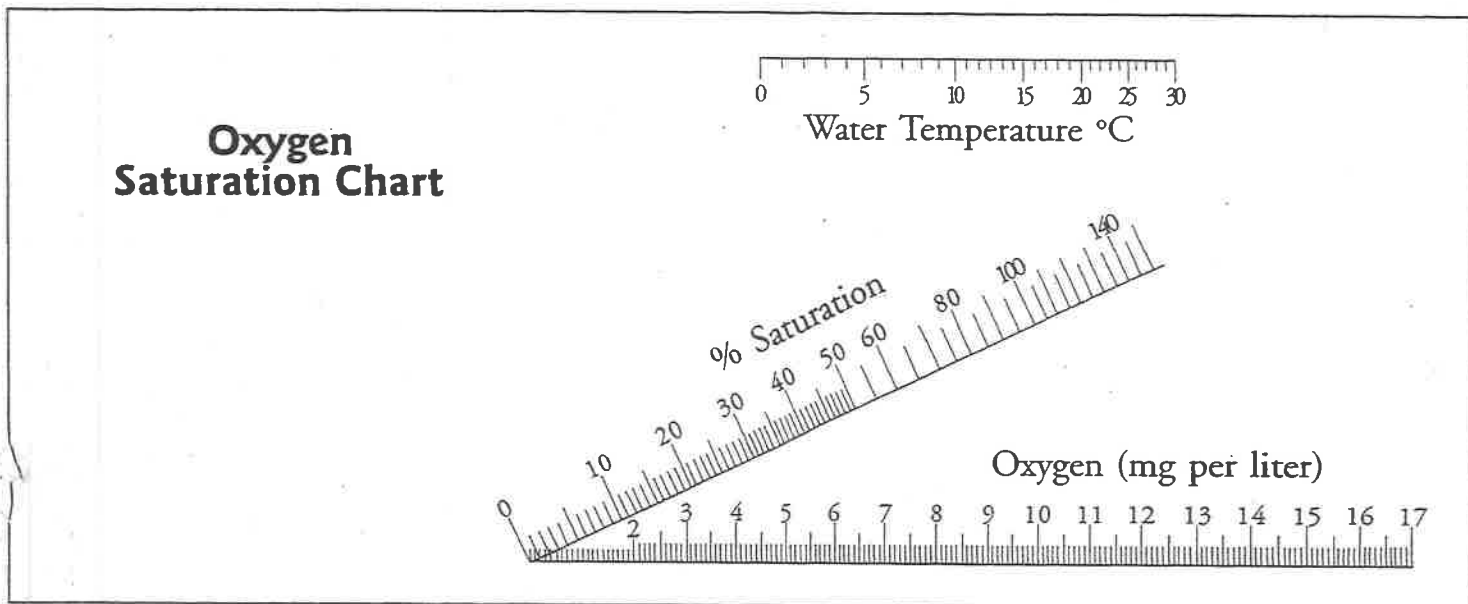 0 5 10 15 20 25 30
Water Temperature °C
Oxygen
Saturation Chart
% Saturation
0 10 20 30 40 50 60 80 100 140
Oxygen (mg per liter)
2 3 4 5 6 7 8 9 10 11 12 13 14 15 16 17